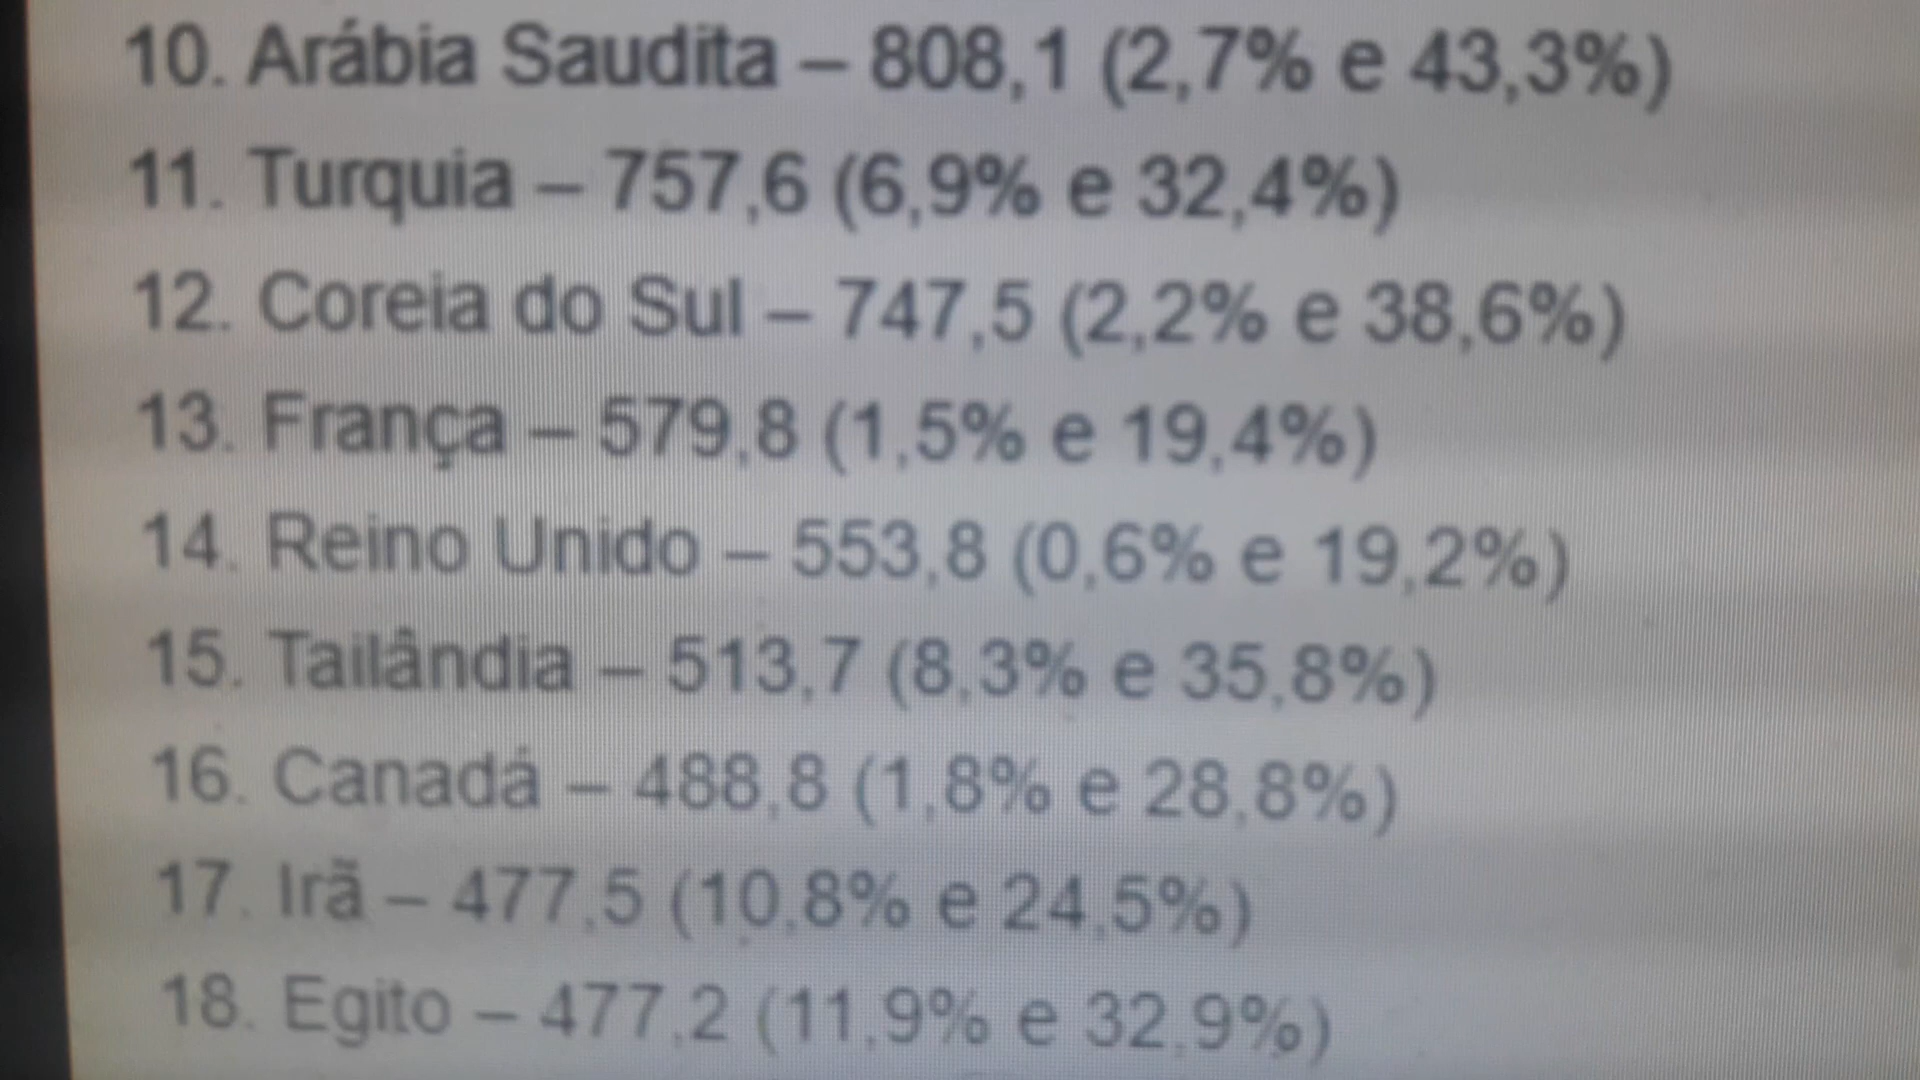 10. Arábia Saudita – 808,1 (2,7% e 43,3%)
11. Turquia – 757,6 (6,9% e 32,4%)
12. Coreia do Sul – 747,5 (2,2% e 38,6%)
13. França – 579,8 (1,5% e 19,4%)
14. Reino Unido – 553,8 (0,6% e 19,2%)
15. Tailândia – 513,7 (8,3% e 35,8%)
16. Canadá – 488,8 (1,8% e 28,8%)
17. Irã – 477,5 (10,8% e 24,5%)
18. Egito – 477,2 (11,9% e 32,9%)